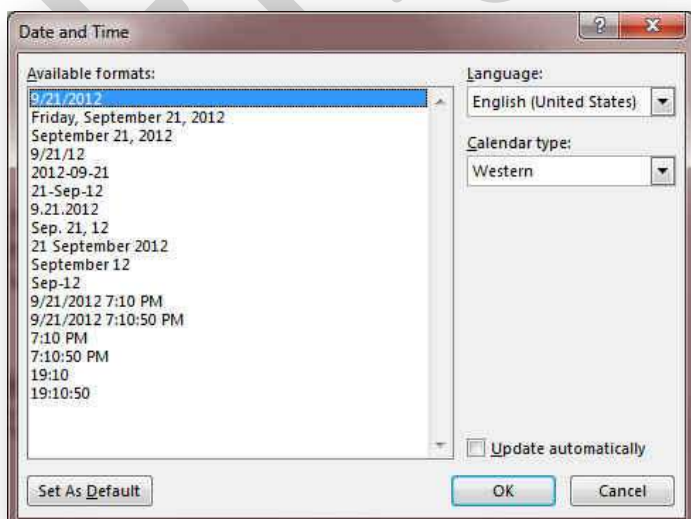 Date and Time
Available formats:
9/21/2012
Friday, September 21, 2012
September 21, 2012
9/21/12
2012-09-21
21-Sep-12
9.21.2012
Sep. 21, 12
21 September 2012
September 12
Sep-12
9/21/2012 7:10 PM
9/21/2012 7:10:50 PM
7:10 PM
7:10:50 PM
19:10
19:10:50
Language:
English (United States)
Calendar type:
Western
Update automatically
Set As Default
OK
Cancel